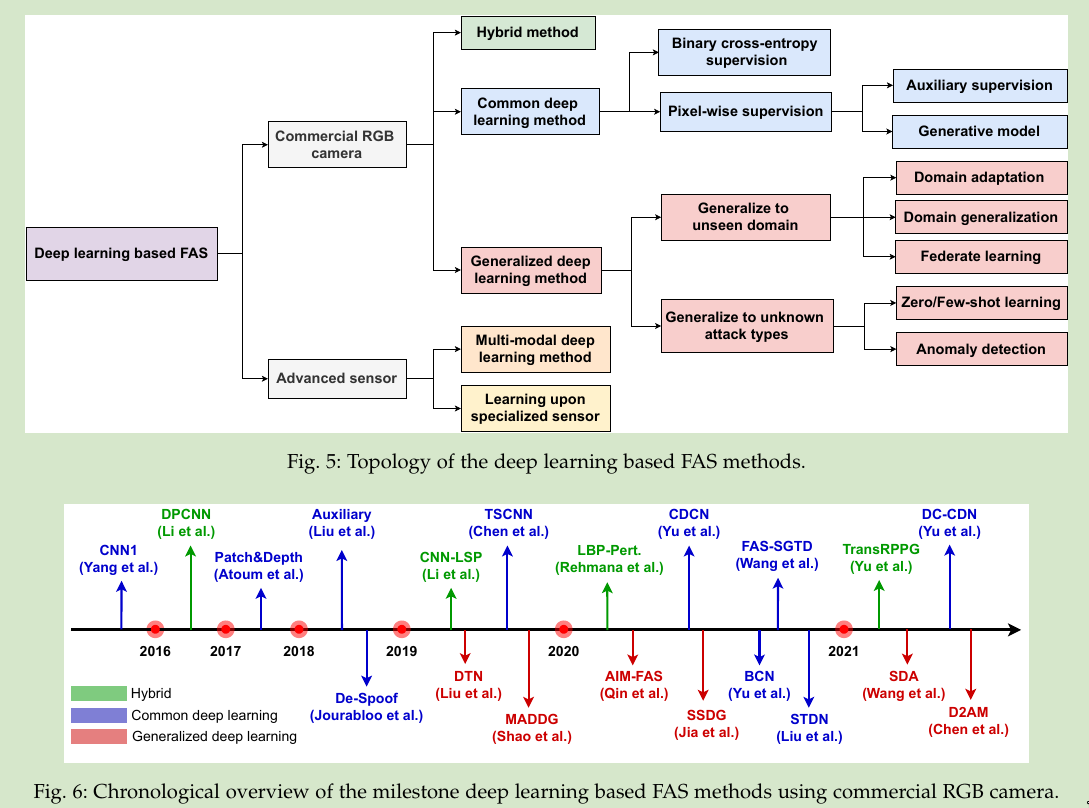 Hybrid method
Binary cross-entropy
supervision
Common deep
learning method
Pixel-wise supervision
Auxiliary supervision
Generative model
Commercial RGB
camera
Domain adaptation
Generalize to
unseen domain
Domain generalization
Deep learning based FAS
Generalized deep
learning method
Federate learning
Zero/Few-shot learning
Generalize to unknown
attack types
Anomaly detection
Multi-modal deep
learning method
Advanced sensor
Learning upon
specialized sensor
Fig. 5: Topology of the deep learning based FAS methods.
DPCNN
(Li et al.)
Auxiliary
(Liu et al.)
TSCNN
(Chen et al.)
CDCN
(Yu et al.)
DC-CDN
(Yu et al.)
CNN1
(Yang et al.)
Patch&Depth
(Atoum et al.)
CNN-LSP
(Li et al.)
LBP-Pert.
(Rehmana et al.)
FAS-SGTD
(Wang et al.)
TransRPPG
(Yu et al.)
2016
2017
2018
2019
2020
2021
De-Spoof
(Jourabloo et al.)
DTN
(Liu et al.)
MADDG
(Shao et al.)
AIM-FAS
(Qin et al.)
SSDG
(Jia et al.)
BCN
(Yu et al.)
STDN
(Liu et al.)
SDA
(Wang et al.)
D2AM
(Chen et al.)
Hybrid
Common deep learning
Generalized deep learning
Fig. 6: Chronological overview of the milestone deep learning based FAS methods using commercial RGB camera.